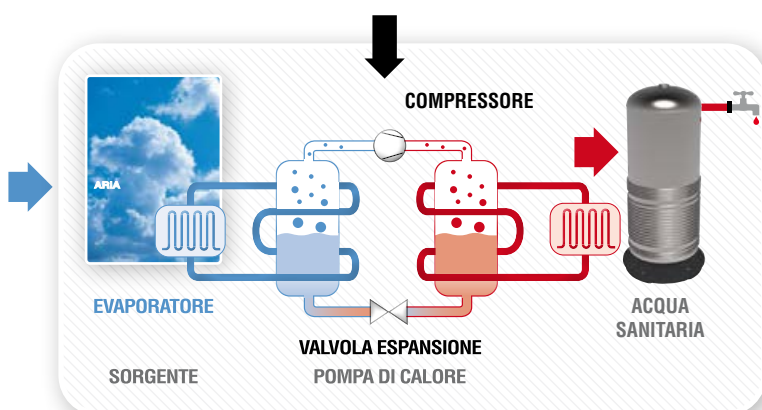 COMPRESSORE
ARIA
EVAPORATORE
ACQUA
SANITARIA
VALVOLA ESPANSIONE
SORGENTE
POMPA DI CALORE